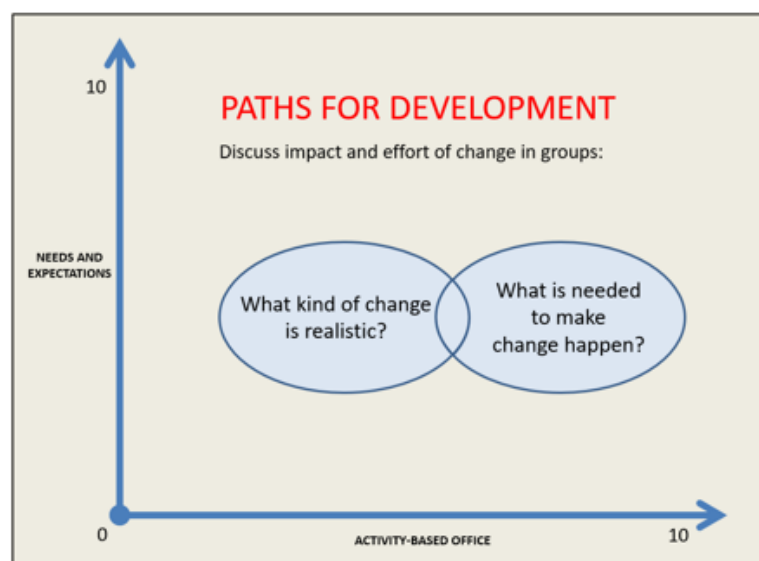 10
PATHS FOR DEVELOPMENT
Discuss impact and effort of change in groups:
NEEDS AND
EXPECTATIONS
What kind of change
is realistic?
What is needed
to make
change happen?
0
ACTIVITY-BASED OFFICE
10